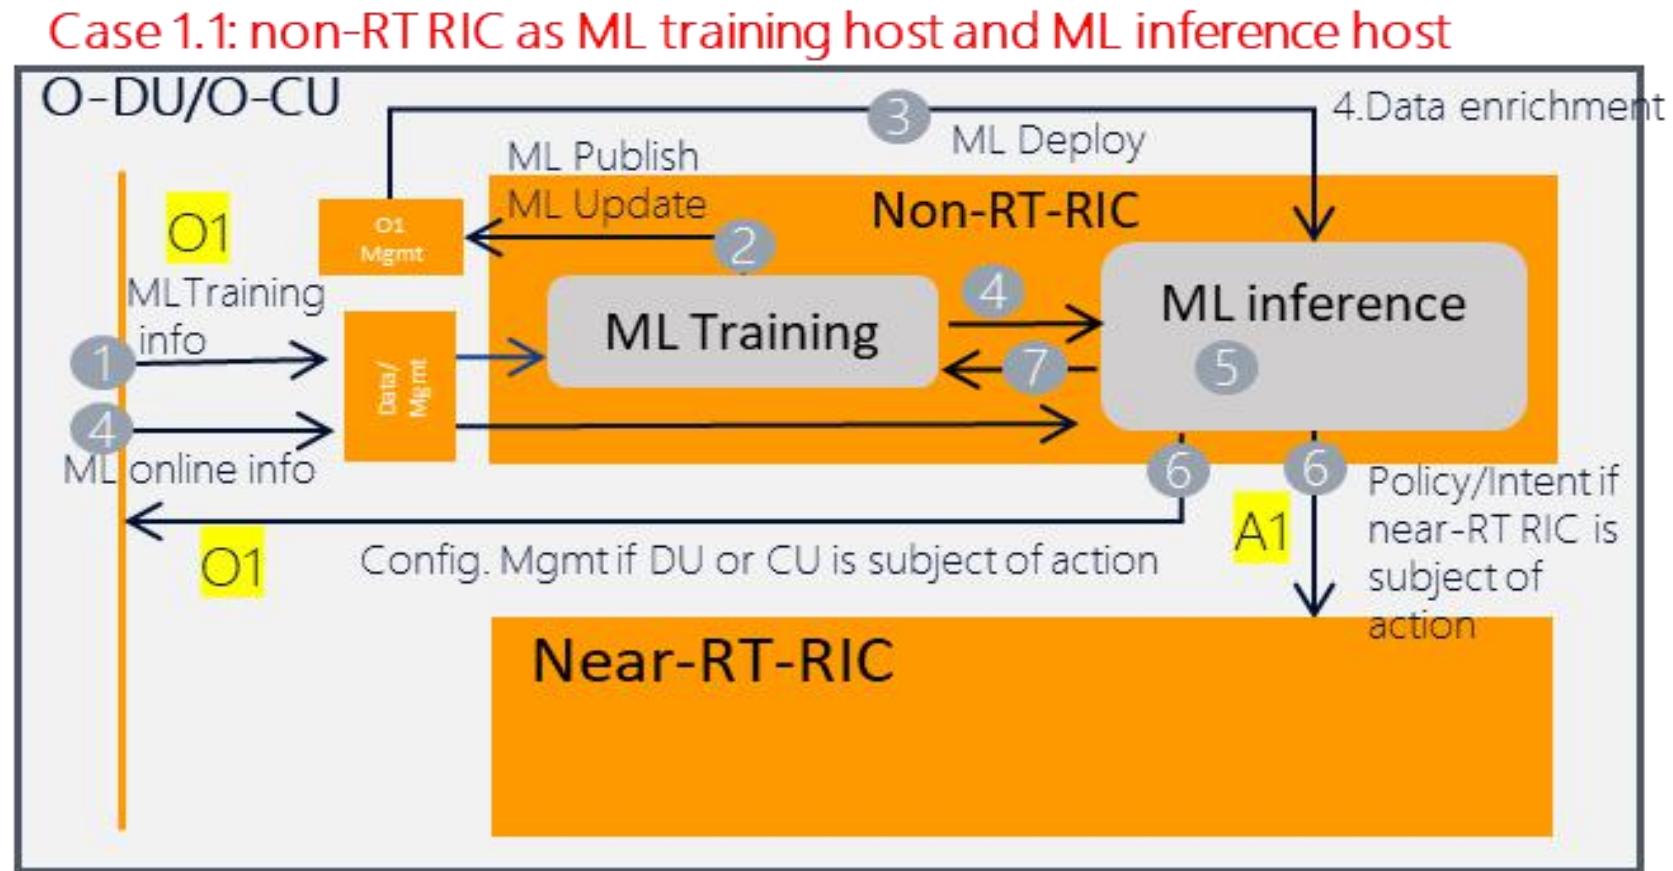 Case 1.1: non-RT RIC as ML training host and ML inference host
O-DU/O-CU
3
4.Data enrichment
ML Deploy
ML Publish
ML Update
Non-RT-RIC
O1
O1
Mgmt
2
MLTraining
info
1
Data/
Mgmt
ML Training
4
7
ML inference
5
4
ML online info
6
6
Policy/Intent if
near-RT RIC is
subject of
action
A1
O1
Config. Mgmt if DU or CU is subject of action
Near-RT-RIC